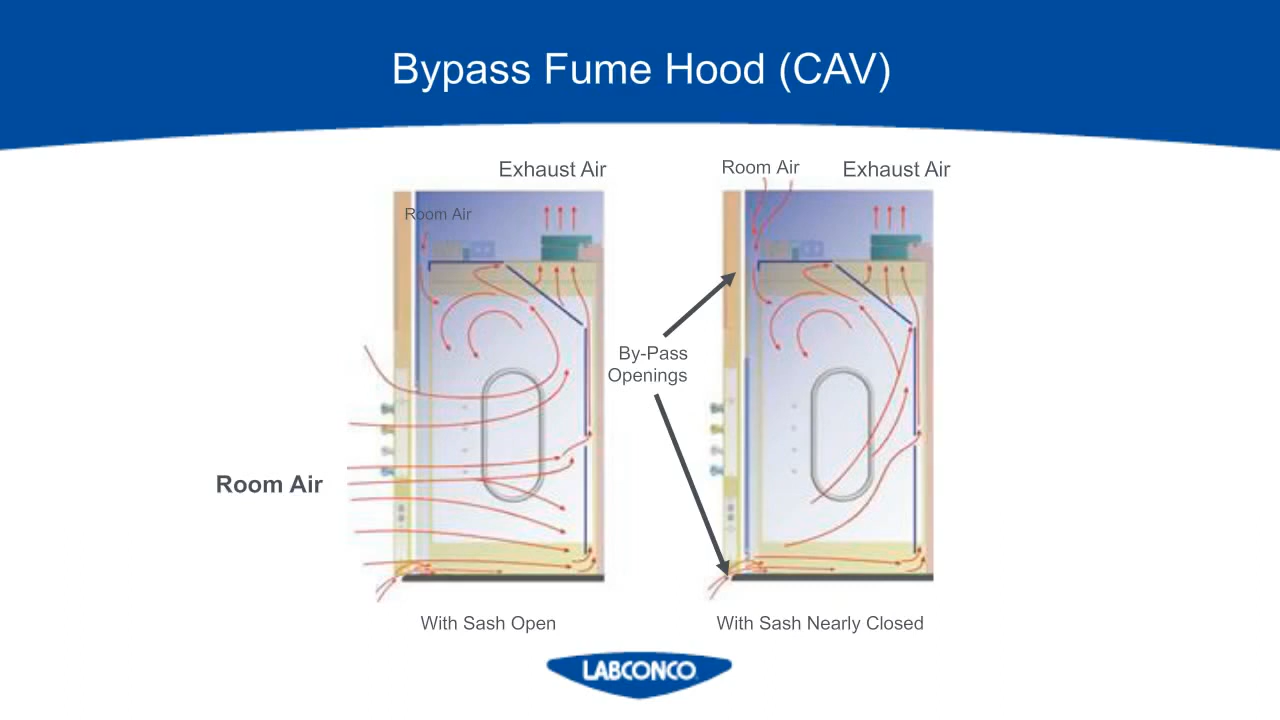 Bypass Fume Hood (CAV)
Exhaust Air
Room Air
Room Air
With Sash Open
Room Air
Exhaust Air
By-Pass
Openings
With Sash Nearly Closed
LABCONCO